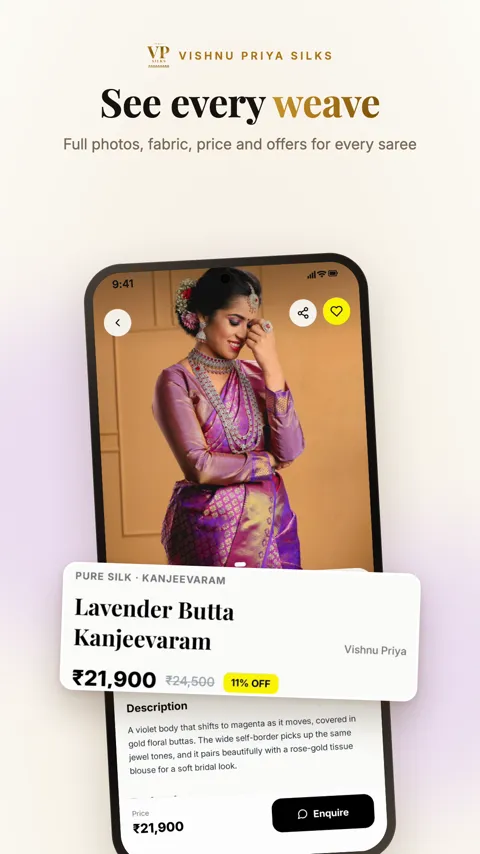 VP
SILKS
VISHNU PRIYA SILKS
See every weave
Full photos, fabric, price and offers for every saree
9:41
PURE SILK · KANJEEVARAM
Lavender Butta
Kanjeevaram
Vishnu Priya
₹21,900 ₹24,500 11% OFF
Description
A violet body that shifts to magenta as it moves, covered in
gold floral buttas. The wide self-border picks up the same
jewel tones, and it pairs beautifully with a rose-gold tissue
blouse for a soft bridal look.
Price
₹21,900
Enquire